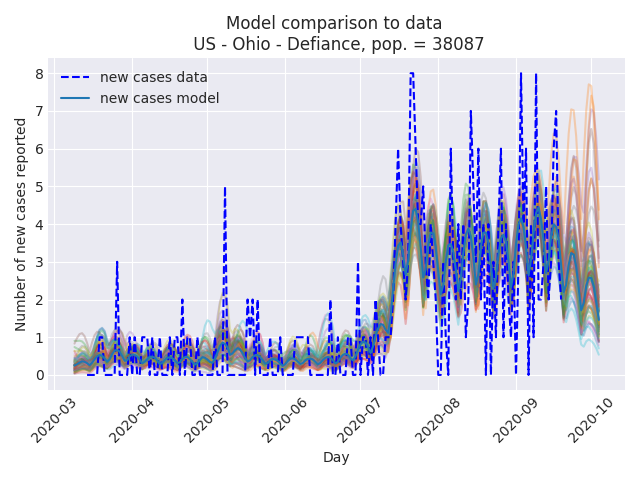 Model comparison to data
US - Ohio - Defiance, pop. = 38087
Number of new cases reported
8
7
6
5
4
3
2
1
0
new cases data
new cases model
2020-03
2020-04
2020-05
2020-06
2020-07
2020-08
2020-09
2020-10
Day